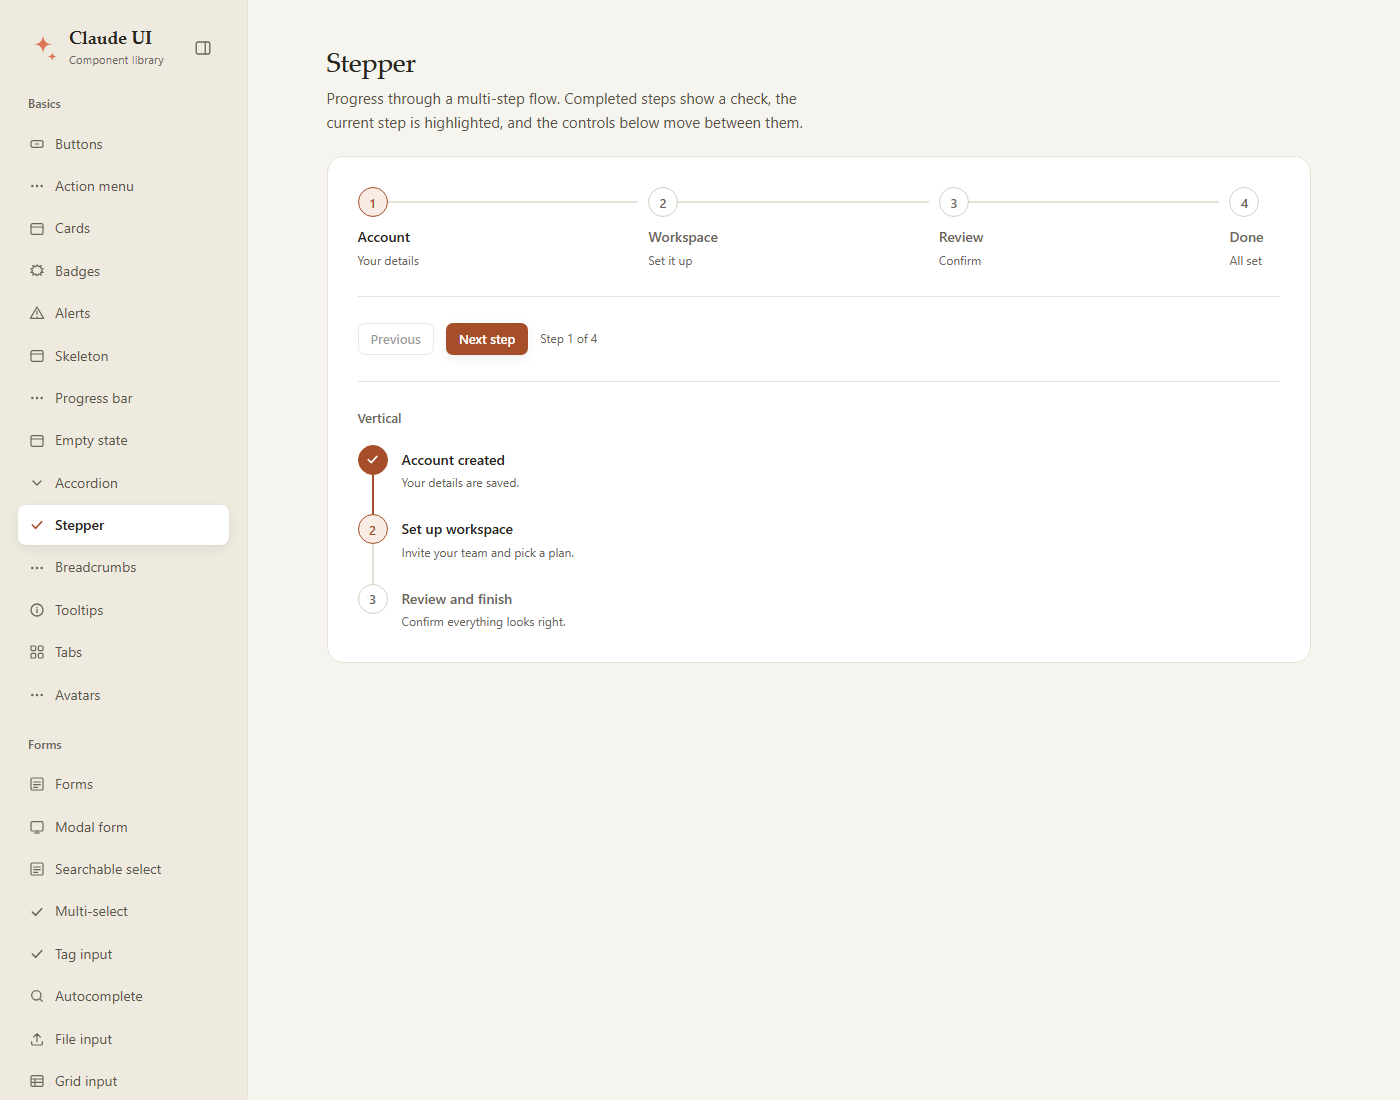 Claude UI
Component library
Basics
Buttons
Action menu
Cards
Badges
Alerts
Skeleton
Progress bar
Empty state
Accordion
Stepper
Breadcrumbs
Tooltips
Tabs
Avatars
Forms
Forms
Modal form
Searchable select
Multi-select
Tag input
Autocomplete
File input
Grid input
Stepper
Progress through a multi-step flow. Completed steps show a check, the
current step is highlighted, and the controls below move between them.
1 2 3 4
Account Workspace Review Done
Your details Set it up Confirm All set
Previous Next step Step 1 of 4
Vertical
Account created
Your details are saved.
2 Set up workspace
Invite your team and pick a plan.
3 Review and finish
Confirm everything looks right.